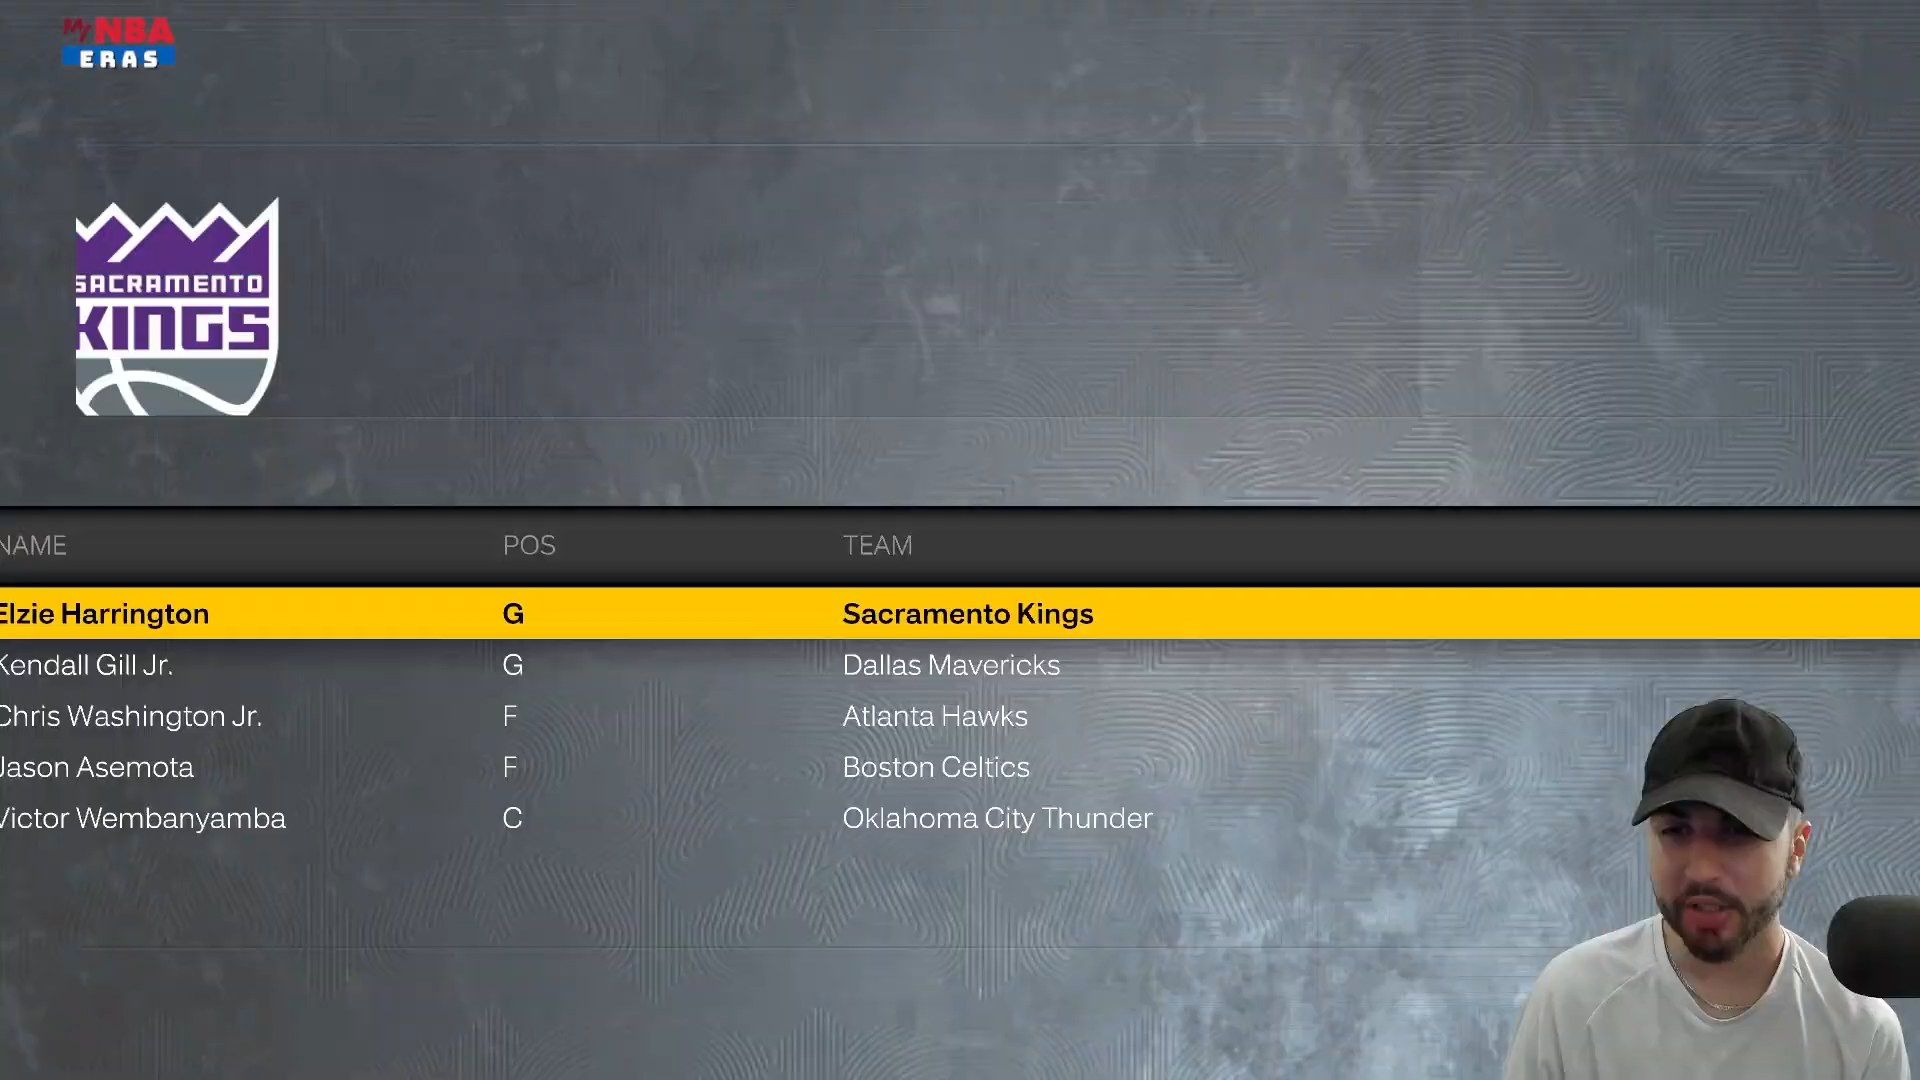 My NBA
ERAS
SACRAMENTO
KINGS
NAME POS TEAM
Elzie Harrington G Sacramento Kings
Kendall Gill Jr. G Dallas Mavericks
Chris Washington Jr. F Atlanta Hawks
Jason Asemota F Boston Celtics
Victor Wembanyamba C Oklahoma City Thunder